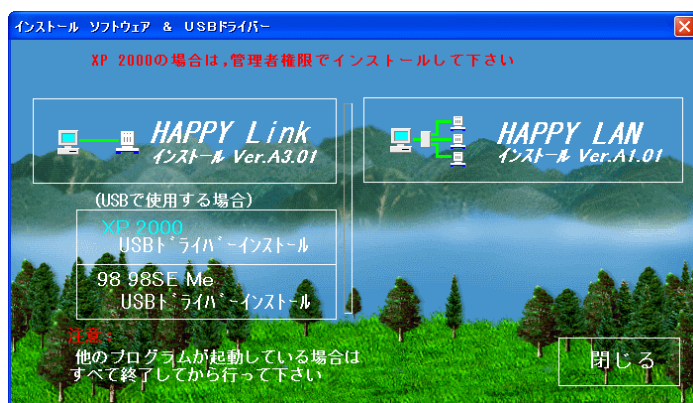 インストール ソフトウェア & USBドライバー
XP 2000の場合は,管理者権限でインストールして下さい
HAPPY Link
インストール Ver.A3.01
HAPPY LAN
インストール Ver.A1.01
(USBで使用する場合)
XP 2000
USBドライバーインストール
98 98SE Me
USBドライバーインストール
注意:
他のプログラムが起動している場合は
すべて終了してから行って下さい
閉じる